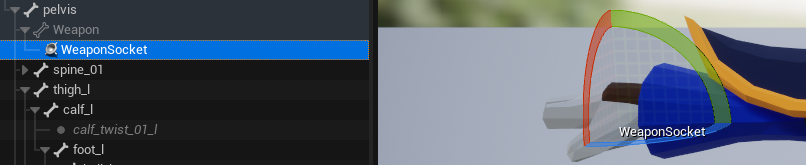 pelvis
Weapon
WeaponSocket
spine_01
thigh_l
calf_l
calf_twist_01_l
foot_l
WeaponSocket